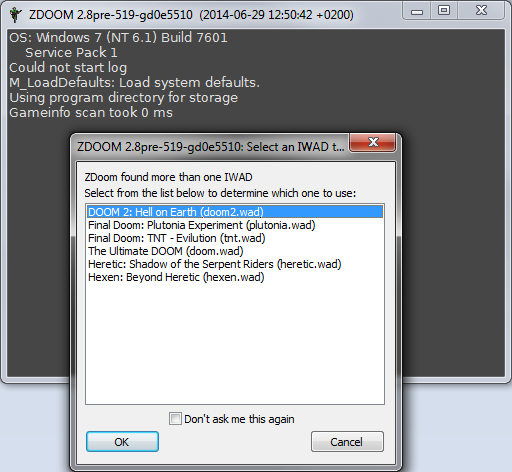 ZDOOM 2.8pre-519-gd0e5510 (2014-06-29 12:50:42 +0200)
OS: Windows 7 (NT 6.1) Build 7601
Service Pack 1
Could not start log
M_LoadDefaults: Load system defaults.
Using program directory for storage
Gameinfo scan took 0 ms
ZDOOM 2.8pre-519-gd0e5510: Select an IWAD t...
ZDoom found more than one IWAD
Select from the list below to determine which one to use:
DOOM 2: Hell on Earth (doom2.wad)
Final Doom: Plutonia Experiment (plutonia.wad)
Final Doom: TNT - Evilution (tnt.wad)
The Ultimate DOOM (doom.wad)
Heretic: Shadow of the Serpent Riders (heretic.wad)
Hexen: Beyond Heretic (hexen.wad)
Don't ask me this again
OK Cancel